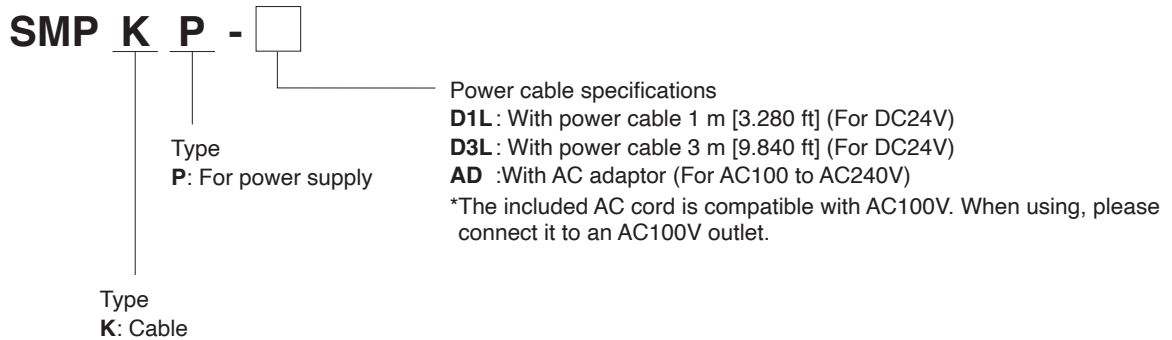 SMP K P -
Power cable specifications
D1L : With power cable 1 m [3.280 ft] (For DC24V)
D3L : With power cable 3 m [9.840 ft] (For DC24V)
AD :With AC adaptor (For AC100 to AC240V)
*The included AC cord is compatible with AC100V. When using, please
connect it to an AC100V outlet.
Type
P: For power supply
Type
K: Cable